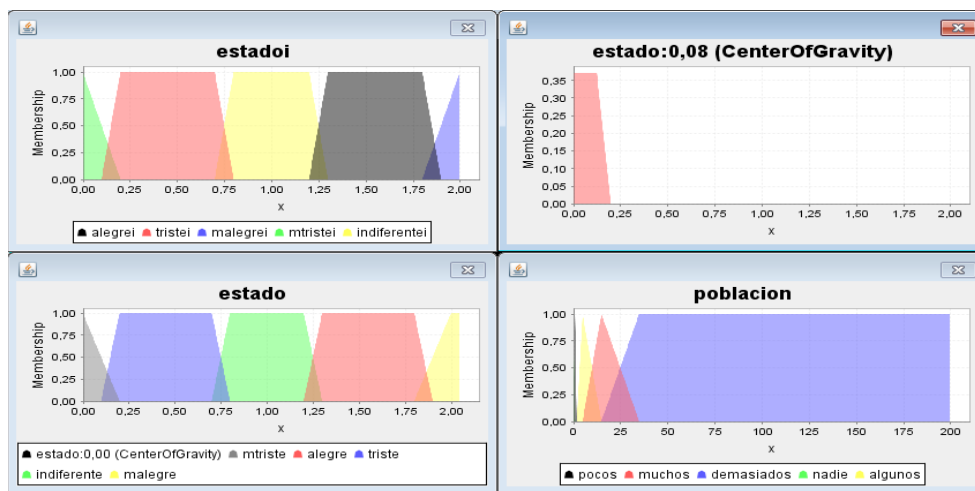 estadoi
1,00
0,75
0,50
0,25
0,00
Membership
0,00 0,25 0,50 0,75 1,00 1,25 1,50 1,75 2,00
x
alegrei tristei malegrei mtristei indiferentei
estado:0,08 (CenterOfGravity)
0,35
0,30
0,25
0,20
0,15
0,10
0,05
0,00
Membership
0,00 0,25 0,50 0,75 1,00 1,25 1,50 1,75 2,00
x
estado
1,00
0,75
0,50
0,25
0,00
Membership
0,00 0,25 0,50 0,75 1,00 1,25 1,50 1,75 2,00
x
estado:0,00 (CenterOfGravity) mtriste alegre triste
indiferente malegre
poblacion
1,00
0,75
0,50
0,25
0,00
Membership
0 25 50 75 100 125 150 175 200
x
pocos muchos demasiados nadie algunos